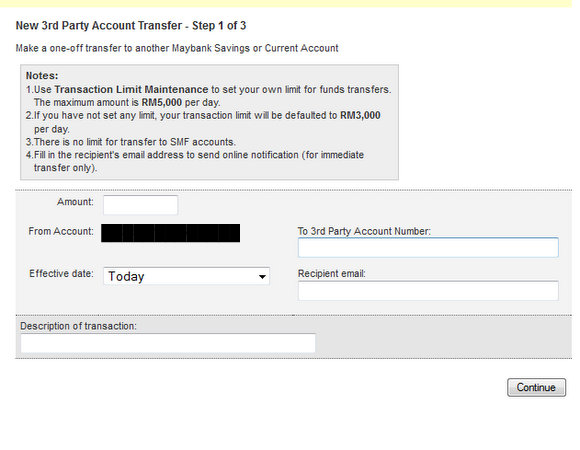 New 3rd Party Account Transfer - Step 1 of 3
Make a one-off transfer to another Maybank Savings or Current Account
Notes:
1.Use Transaction Limit Maintenance to set your own limit for funds transfers.
The maximum amount is RM5,000 per day.
2.If you have not set any limit, your transaction limit will be defaulted to RM3,000
per day.
3.There is no limit for transfer to SMF accounts.
4.Fill in the recipient's email address to send online notification (for immediate
transfer only).
Amount:
From Account:
To 3rd Party Account Number:
Effective date:
Today
Recipient email:
Description of transaction:
Continue